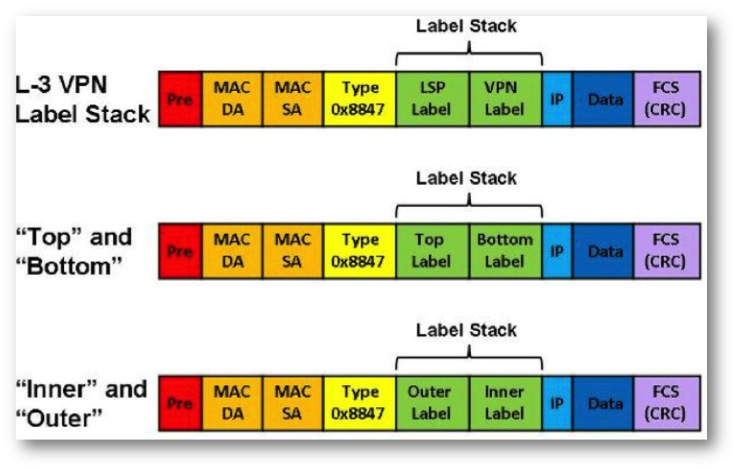 Label Stack
L-3 VPN
Label Stack
Pre
MAC
DA
MAC
SA
Type
0x8847
LSP
Label
VPN
Label
IP
Data
FCS
(CRC)
Label Stack
“Top” and
“Bottom”
Pre
MAC
DA
MAC
SA
Type
0x8847
Top
Label
Bottom
Label
IP
Data
FCS
(CRC)
Label Stack
“Inner” and
“Outer”
Pre
MAC
DA
MAC
SA
Type
0x8847
Outer
Label
Inner
Label
IP
Data
FCS
(CRC)